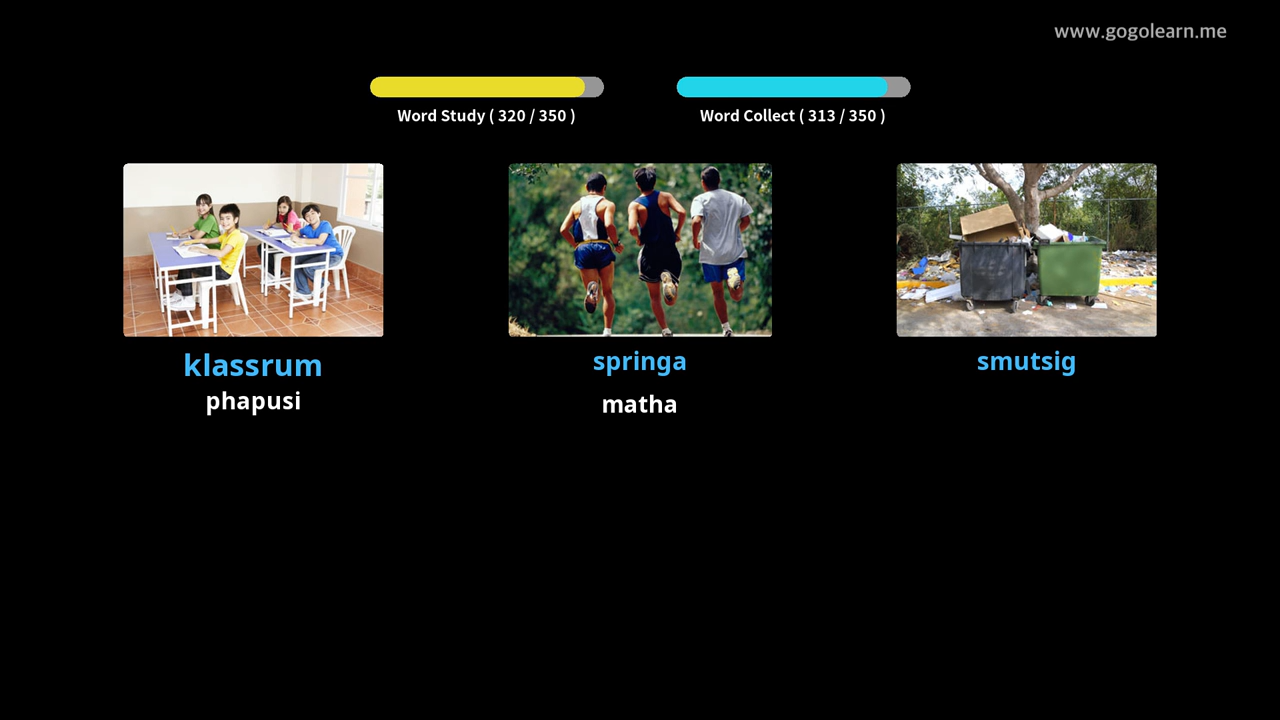 www.gogolearn.me
Word Study ( 320 / 350 )
Word Collect ( 313 / 350 )
klassrum
phapusi
springa
matha
smutsig